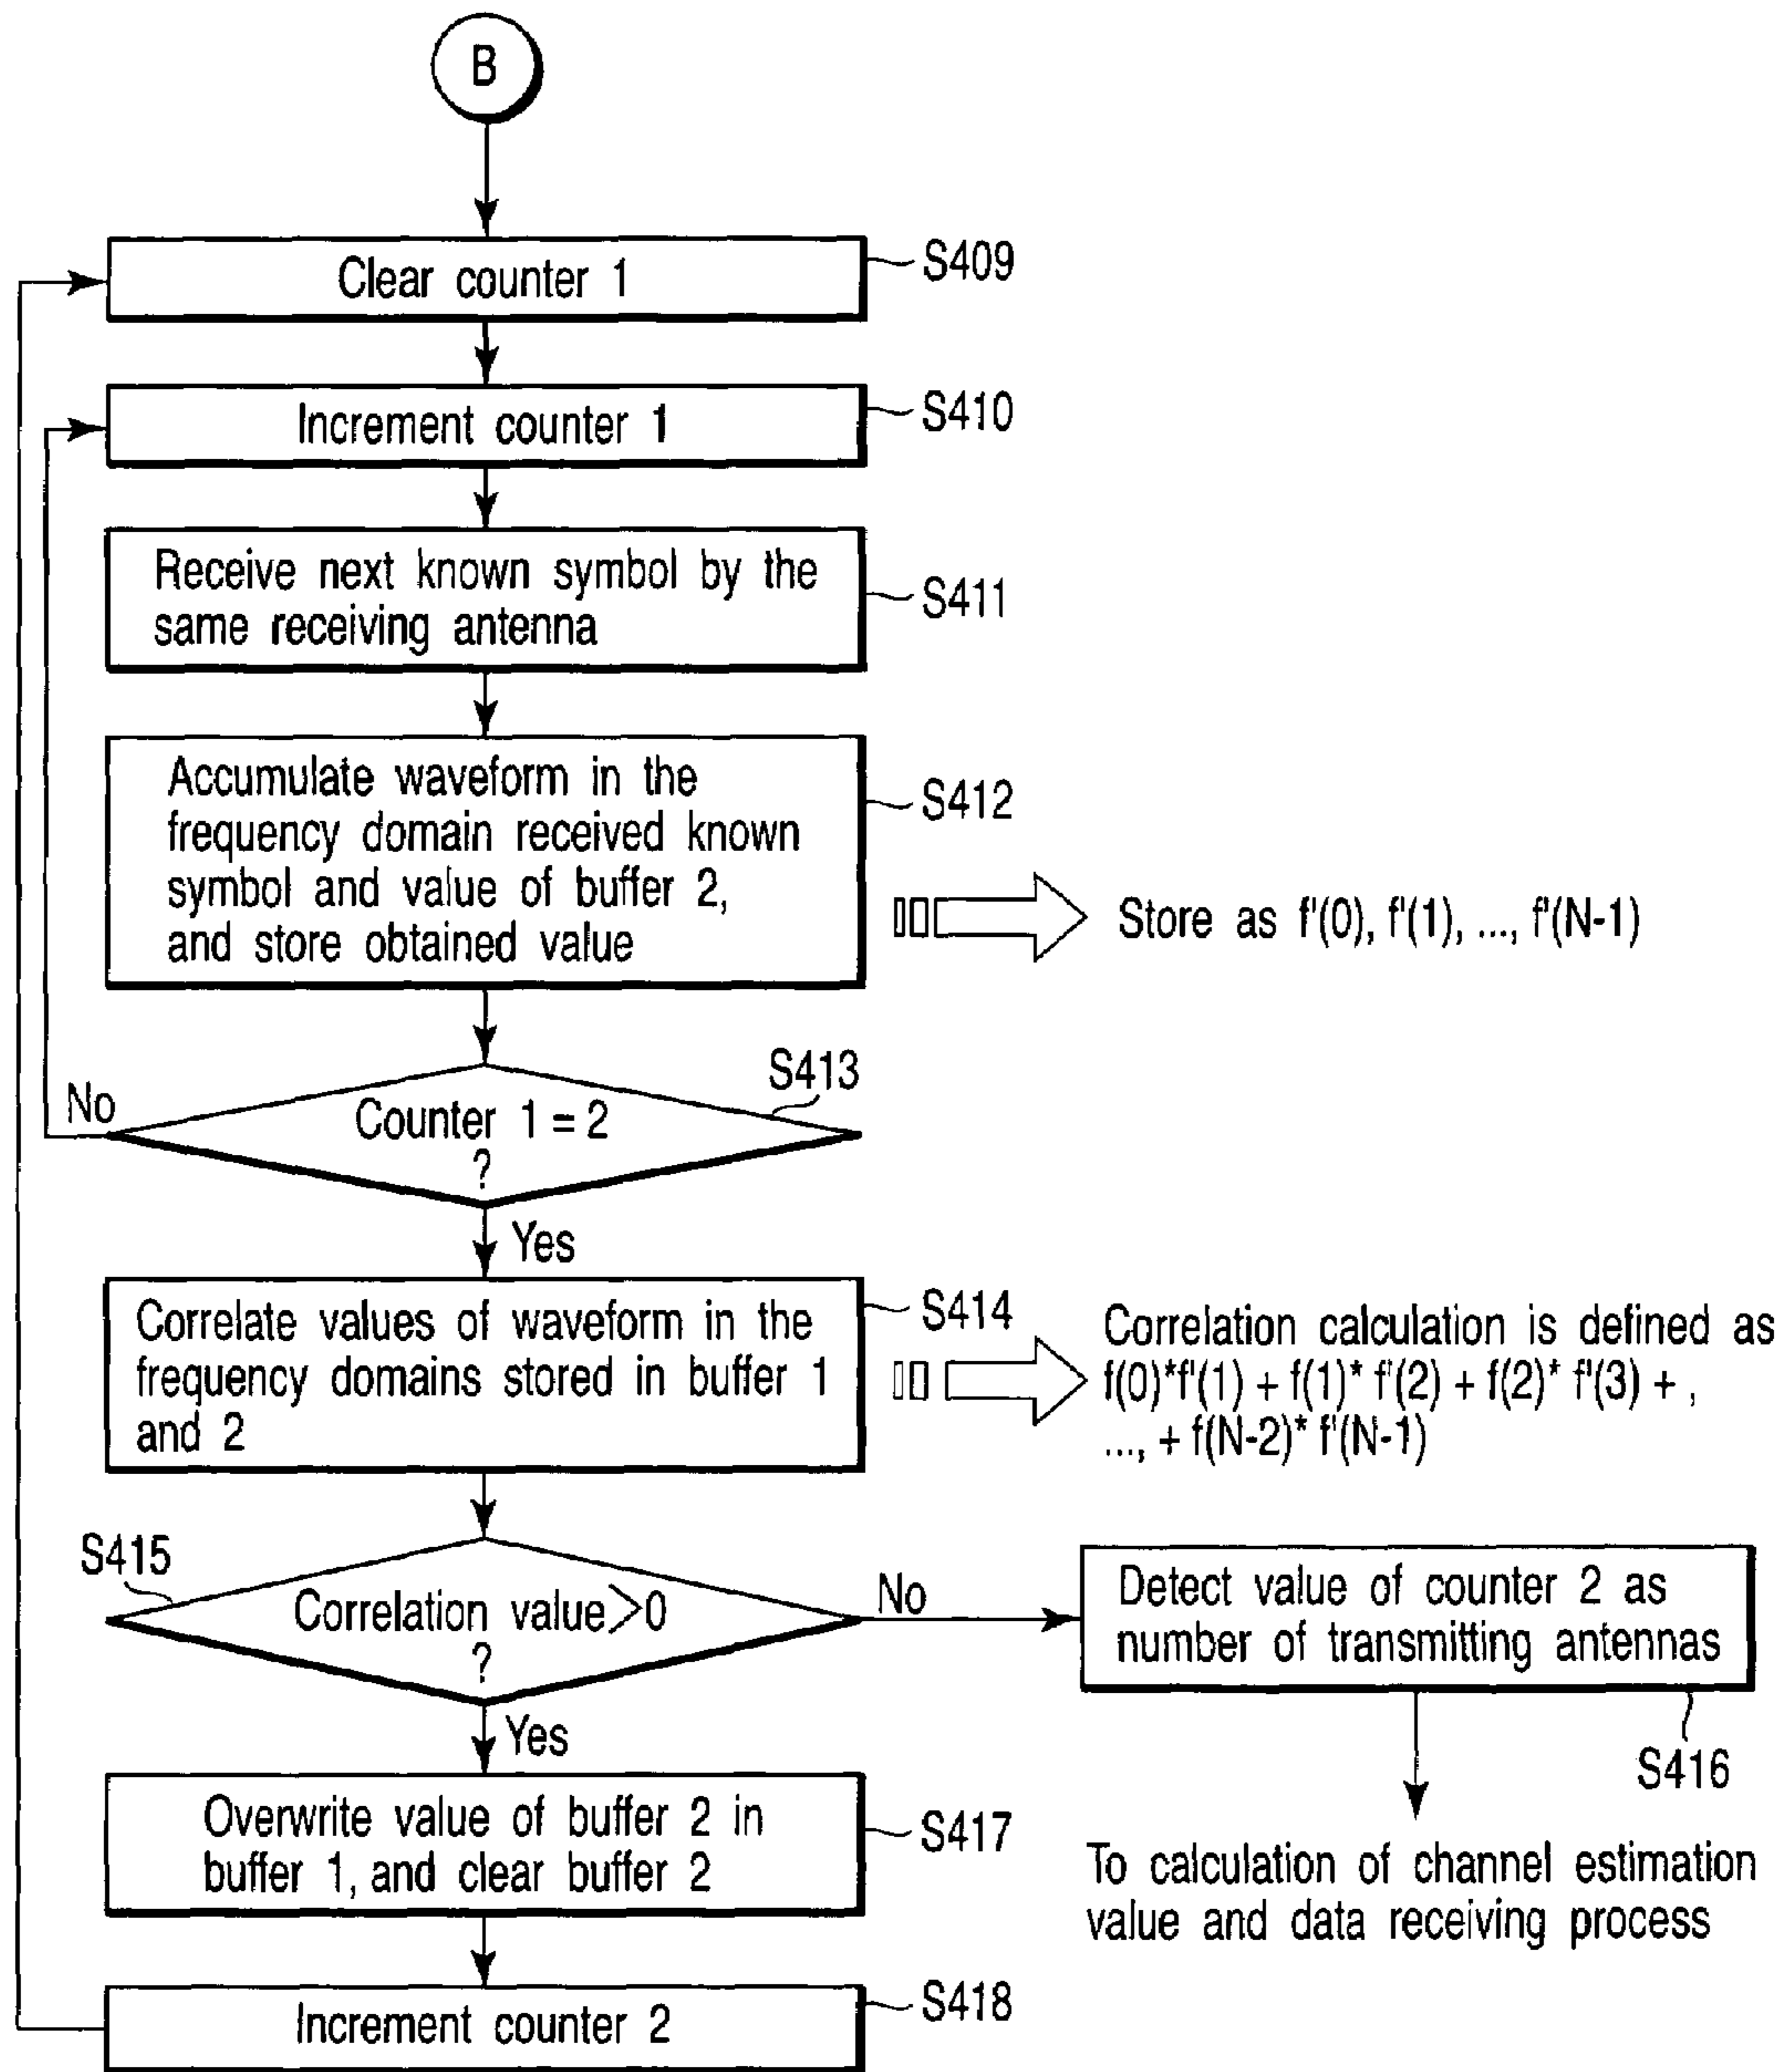 B
Clear counter 1
S409
Increment counter 1
S410
Receive next known symbol by the
same receiving antenna
S411
Accumulate waveform in the
frequency domain received known
symbol and value of buffer 2,
and store obtained value
S412
Store as f'(0), f'(1), ..., f'(N-1)
S413
No
Counter 1 = 2
?
Yes
Correlate values of waveform in the
frequency domains stored in buffer 1
and 2
S414
Correlation calculation is defined as
f(0)*f'(1) + f(1)* f'(2) + f(2)* f'(3) + ,
..., + f(N-2)* f'(N-1)
S415
Correlation value>0
?
No
Detect value of counter 2 as
number of transmitting antennas
S416
Yes
Overwrite value of buffer 2 in
buffer 1, and clear buffer 2
S417
To calculation of channel estimation
value and data receiving process
Increment counter 2
S418